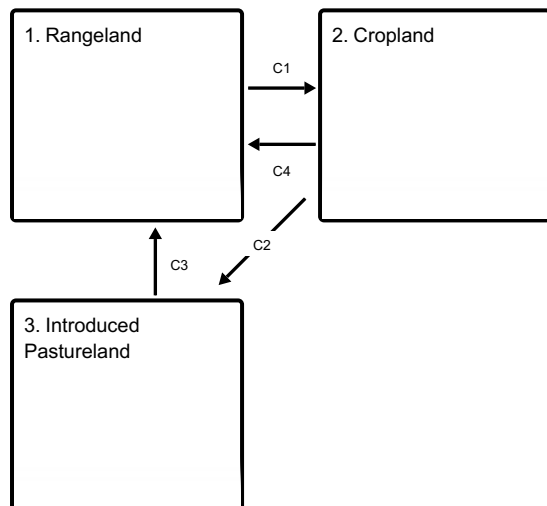 1. Rangeland
2. Cropland
C1
C4
C2
C3
3. Introduced
Pastureland